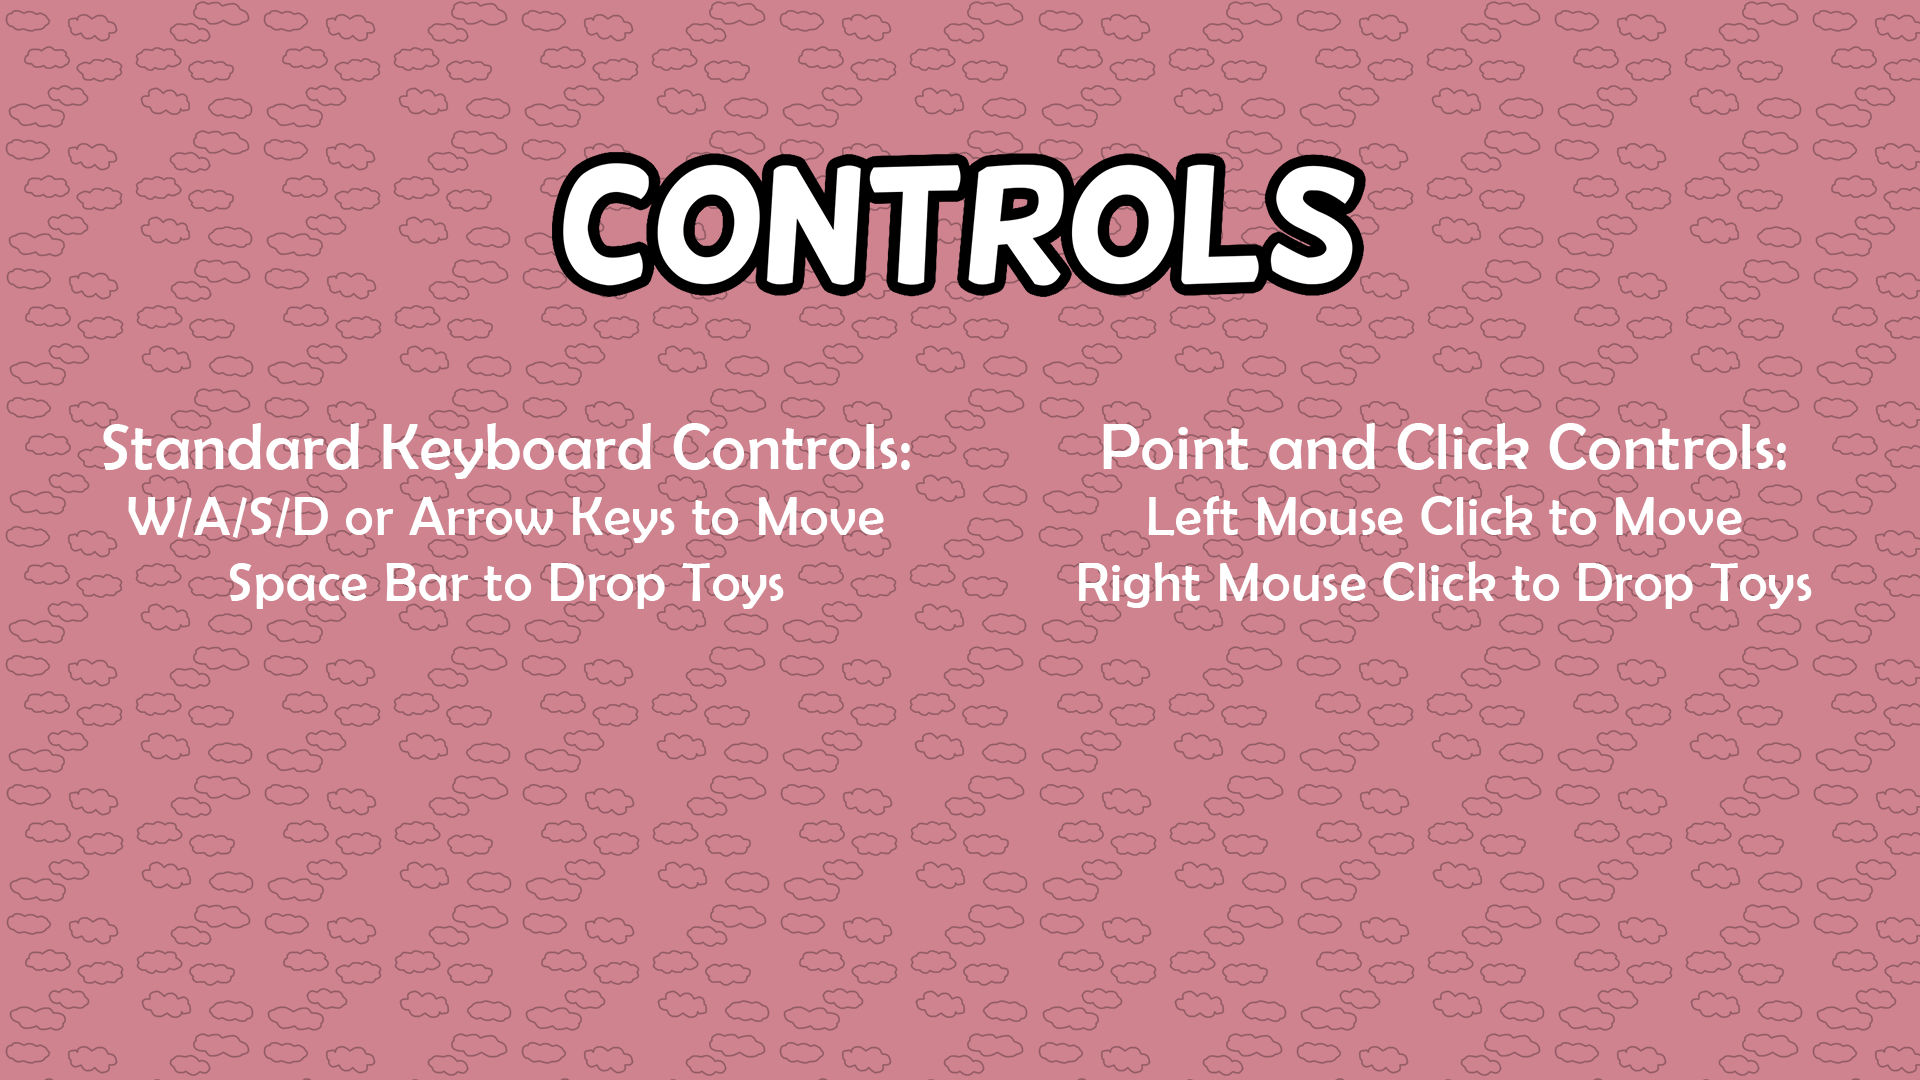 CONTROLS
Standard Keyboard Controls:
W/A/S/D or Arrow Keys to Move
Space Bar to Drop Toys
Point and Click Controls:
Left Mouse Click to Move
Right Mouse Click to Drop Toys